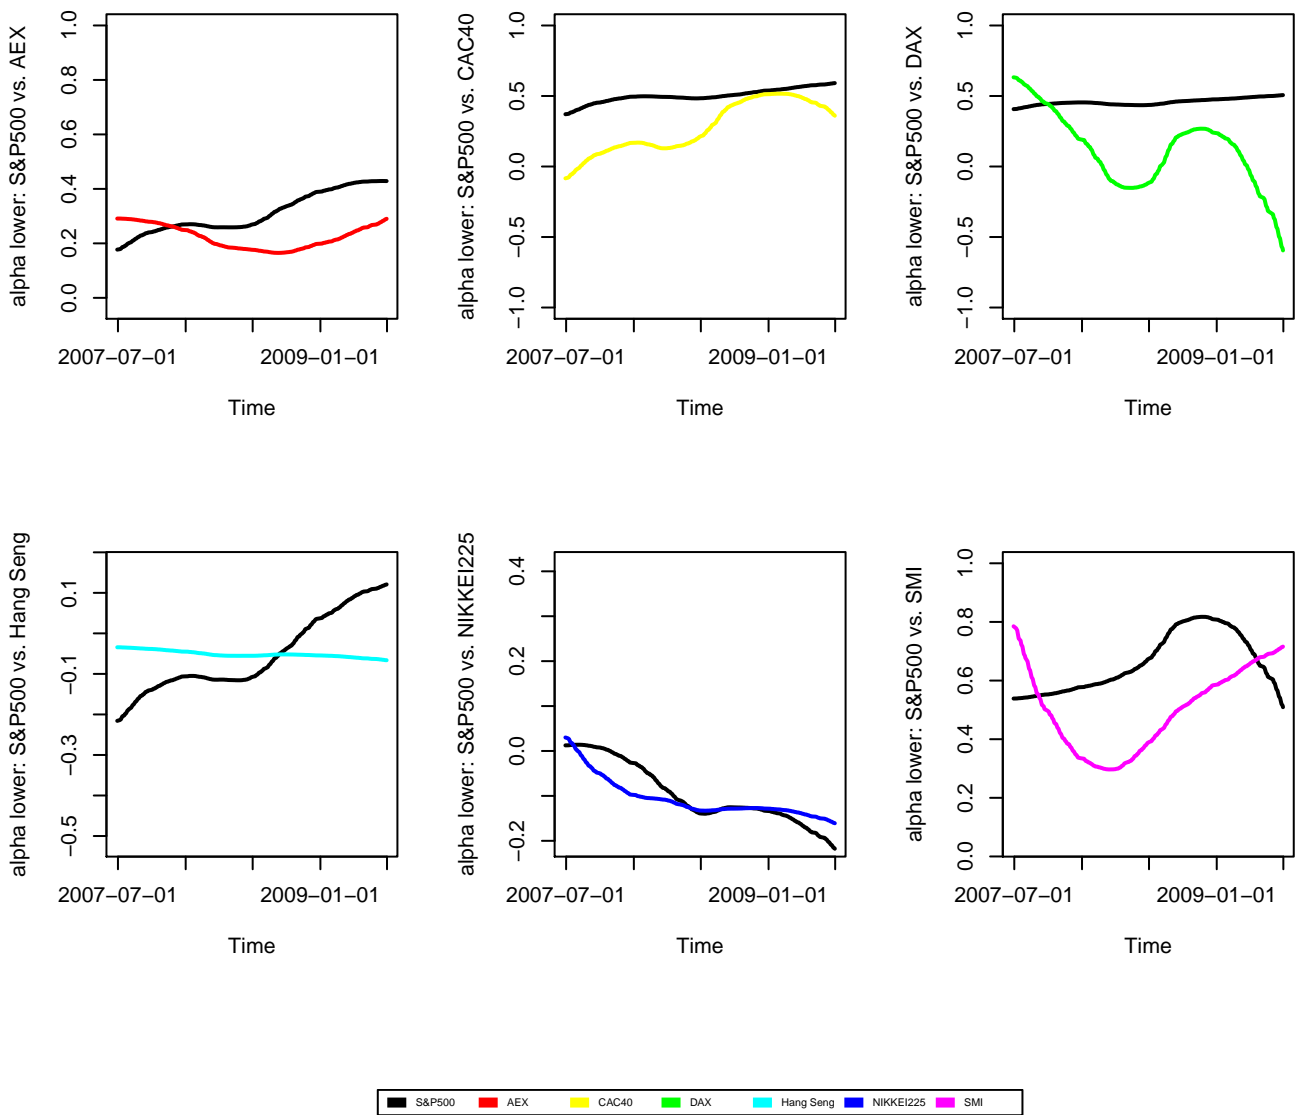 alpha lower: S&P500 vs. AEX
1.0
0.8
0.6
0.4
0.2
0.0
2007−07−01 2009−01−01
Time
alpha lower: S&P500 vs. CAC40
1.0
0.5
0.0
−0.5
−1.0
2007−07−01 2009−01−01
Time
alpha lower: S&P500 vs. DAX
1.0
0.5
0.0
−0.5
−1.0
2007−07−01 2009−01−01
Time
alpha lower: S&P500 vs. Hang Seng
0.1
−0.1
−0.3
−0.5
2007−07−01 2009−01−01
Time
alpha lower: S&P500 vs. NIKKEI225
0.4
0.2
0.0
−0.2
2007−07−01 2009−01−01
Time
alpha lower: S&P500 vs. SMI
1.0
0.8
0.6
0.4
0.2
0.0
2007−07−01 2009−01−01
Time
S&P500 AEX CAC40 DAX Hang Seng NIKKEI225 SMI